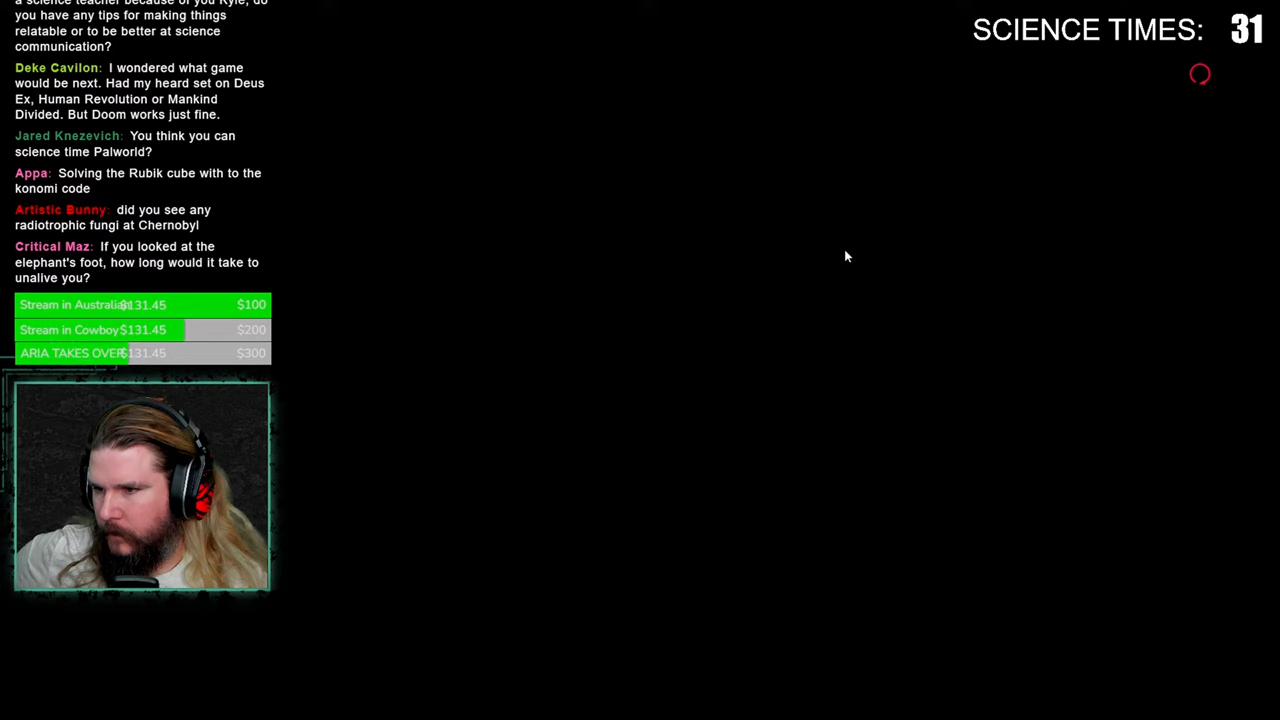 a science teacher because of you Kyle, do
you have any tips for making things
relatable or to be better at science
communication?
Deke Cavilon: I wondered what game
would be next. Had my heard set on Deus
Ex, Human Revolution or Mankind
Divided. But Doom works just fine.
Jared Knezevich: You think you can
science time Palworld?
Appa: Solving the Rubik cube with to the
konomi code
Artistic Bunny: did you see any
radiotrophic fungi at Chernobyl
Critical Maz: If you looked at the
elephant's foot, how long would it take to
unalive you?
Stream in Australian $131.45 $100
Stream in Cowboy $131.45 $200
ARIA TAKES OVER $131.45 $300
SCIENCE TIMES: 31